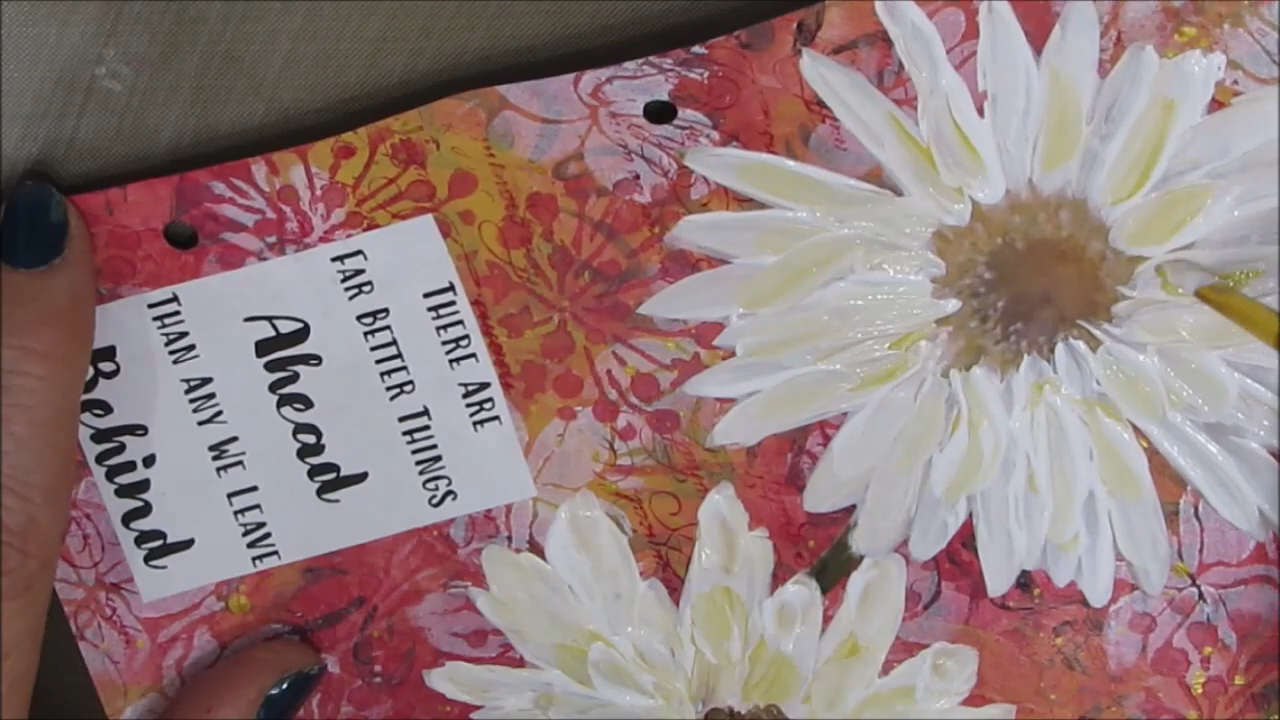 THERE ARE
FAR BETTER THINGS
Ahead
THAN ANY WE LEAVE
Behind